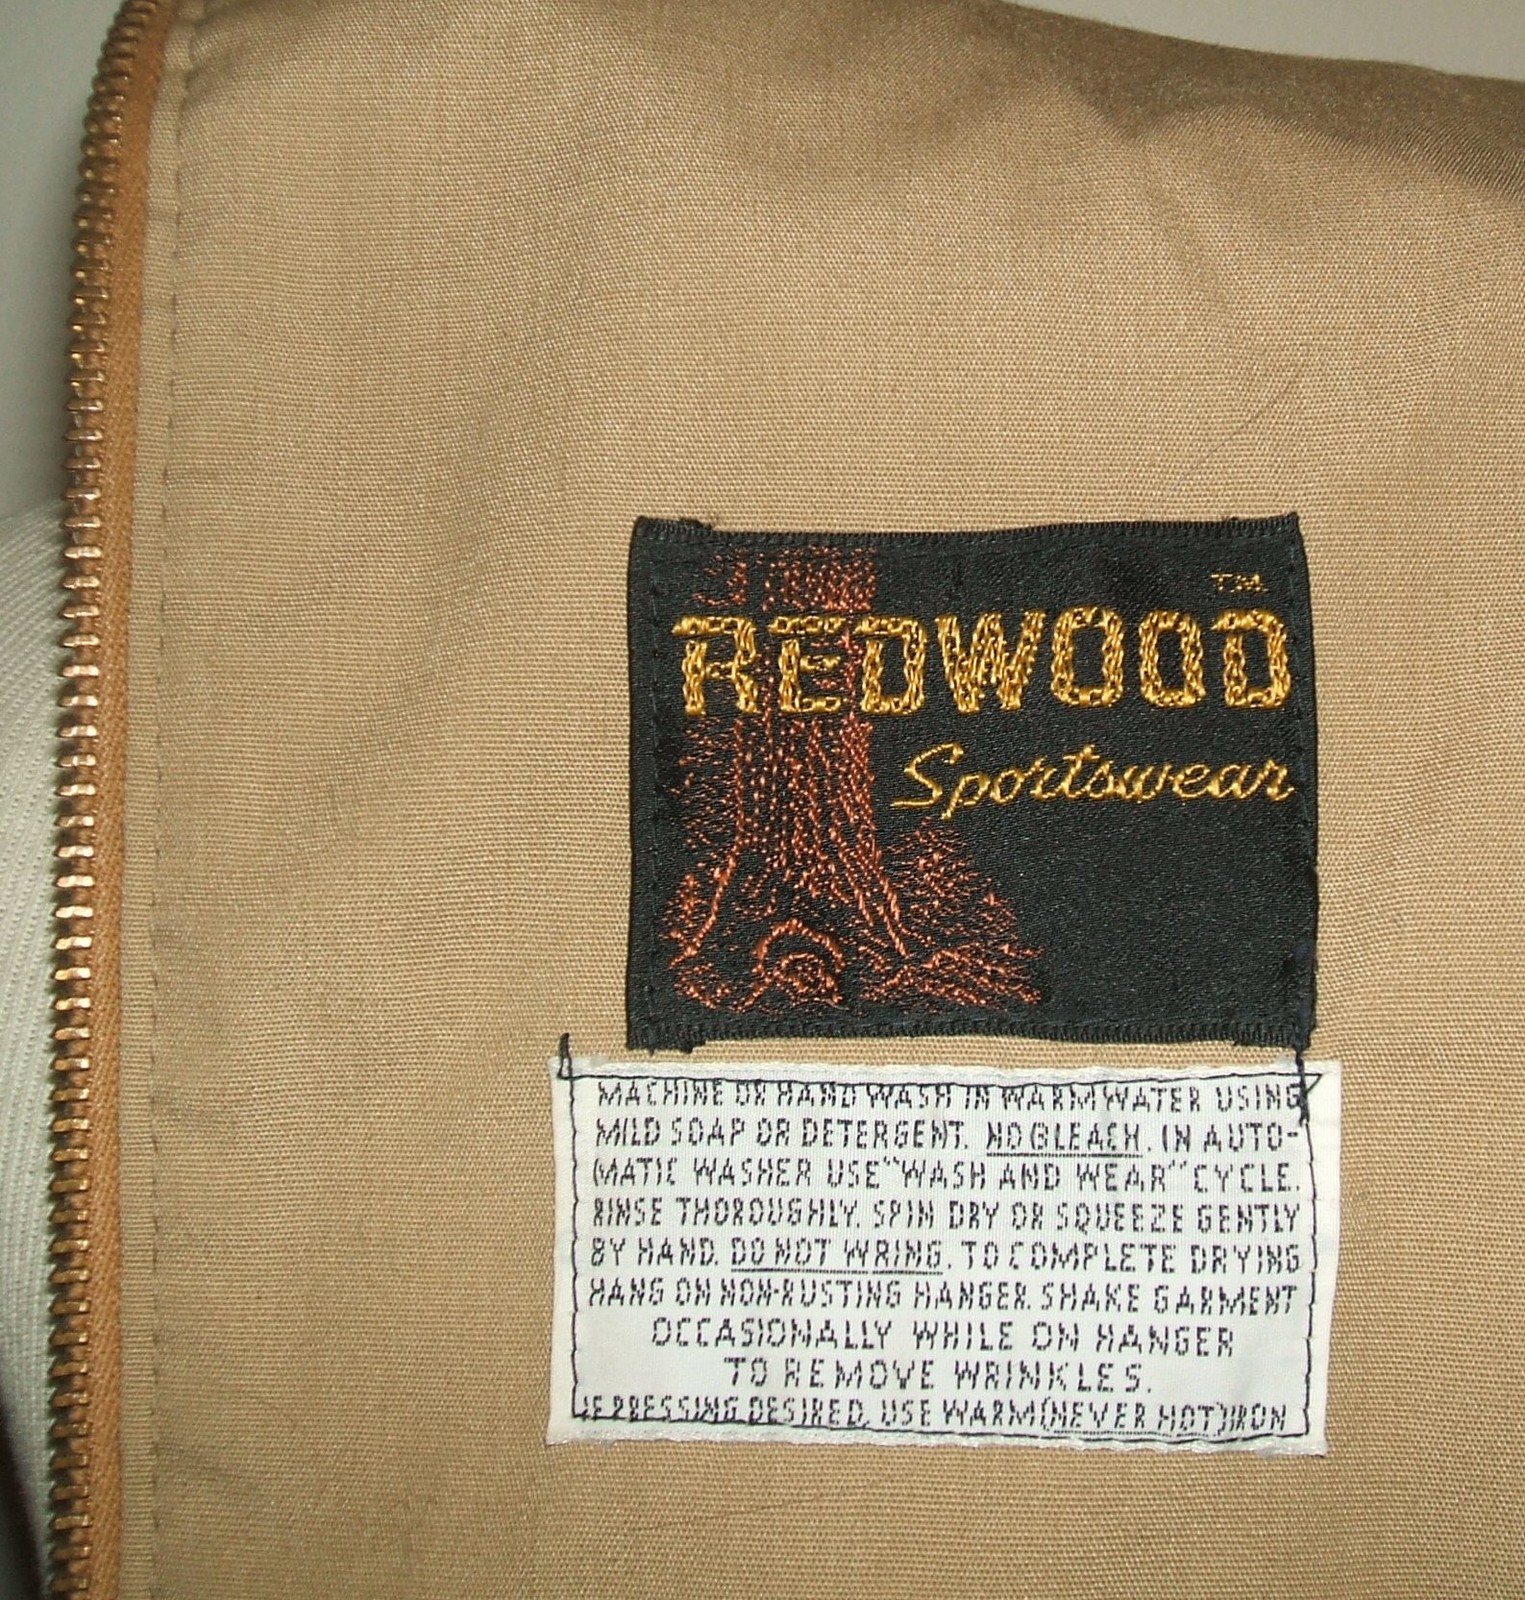 REDWOOD TM.
Sportswear
MACHINE OR HAND WASH IN WARM WATER USING
MILD SOAP OR DETERGENT. NO BLEACH. IN AUTO-
MATIC WASHER USE "WASH AND WEAR" CYCLE.
RINSE THOROUGHLY. SPIN DRY OR SQUEEZE GENTLY
BY HAND. DO NOT WRING. TO COMPLETE DRYING
HANG ON NON-RUSTING HANGER. SHAKE GARMENT
OCCASIONALLY WHILE ON HANGER
TO REMOVE WRINKLES.
IF PRESSING DESIRED, USE WARM (NEVER HOT) IRON